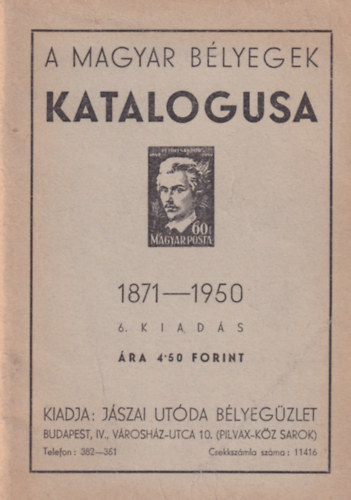 A MAGYAR BÉLYEGEK
KATALOGUSA
60f
MAGYAR POSTA
1871—1950
6. KIADÁS
ÁRA 4·50 FORINT
KIADJA: JÁSZAI UTÓDA BÉLYEGÜZLET
BUDAPEST, IV., VÁROSHÁZ-UTCA 10. (PILVAX-KÖZ SAROK)
Telefon: 382—351 Csekkszámla száma: 11416